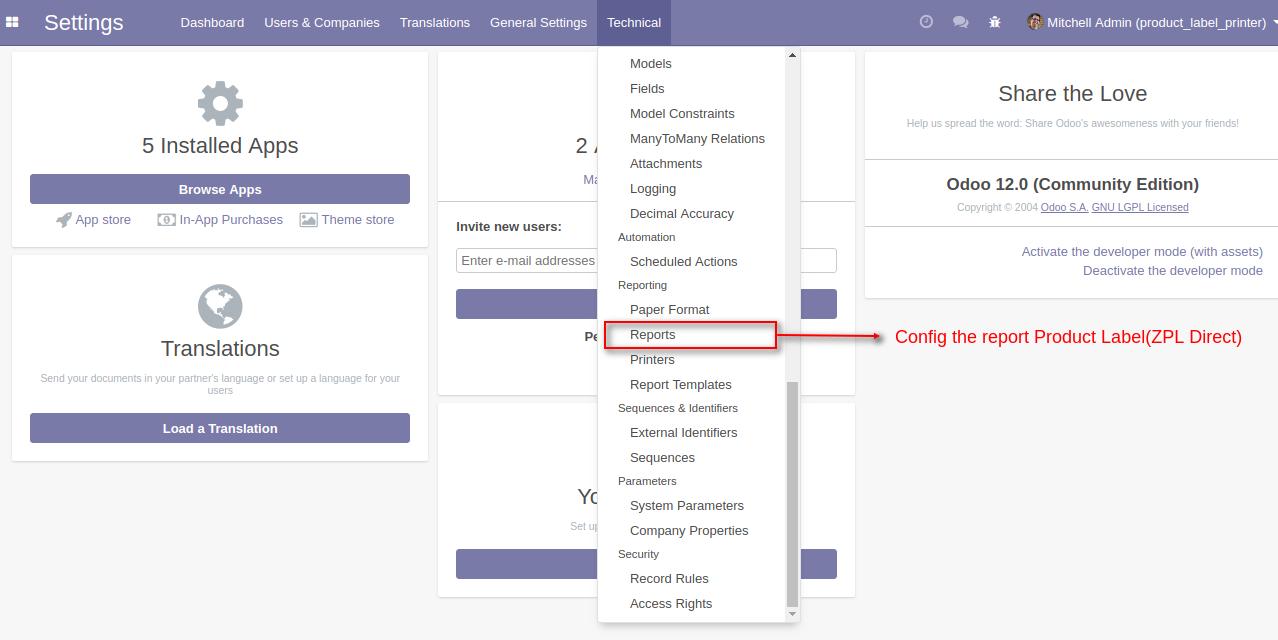 Settings
Dashboard Users & Companies Translations General Settings Technical
Mitchell Admin (product_label_printer)
5 Installed Apps
Browse Apps
App store In-App Purchases Theme store
Translations
Send your documents in your partner's language or set up a language for your
users
Load a Translation
2
Invite new users:
Enter e-mail addresses
Models
Fields
Model Constraints
ManyToMany Relations
Attachments
Logging
Decimal Accuracy
Automation
Scheduled Actions
Reporting
Paper Format
Reports
Printers
Report Templates
Sequences & Identifiers
External Identifiers
Sequences
Parameters
System Parameters
Company Properties
Security
Record Rules
Access Rights
Set
Share the Love
Help us spread the word: Share Odoo's awesomeness with your friends!
Odoo 12.0 (Community Edition)
Copyright © 2004 Odoo S.A. GNU LGPL Licensed
Activate the developer mode (with assets)
Deactivate the developer mode
Config the report Product Label(ZPL Direct)